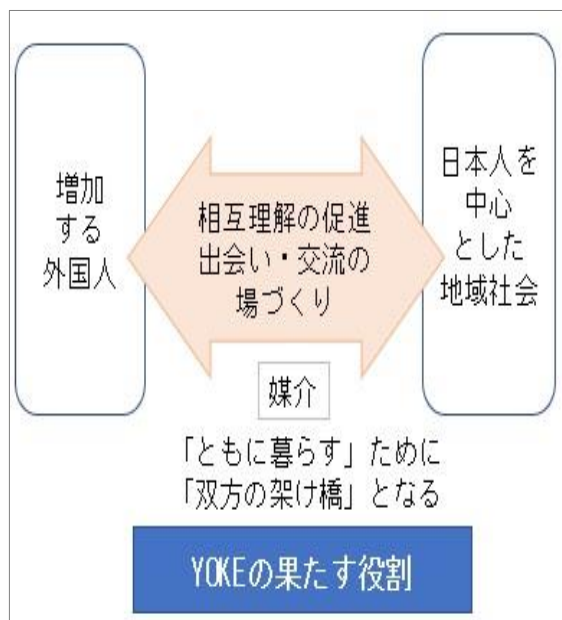 増加
する
外国人
相互理解の促進
出会い・交流の
場づくり
日本人を
中心
とした
地域社会
媒介
「ともに暮らす」ために
「双方の架け橋」となる
YOKEの果たす役割